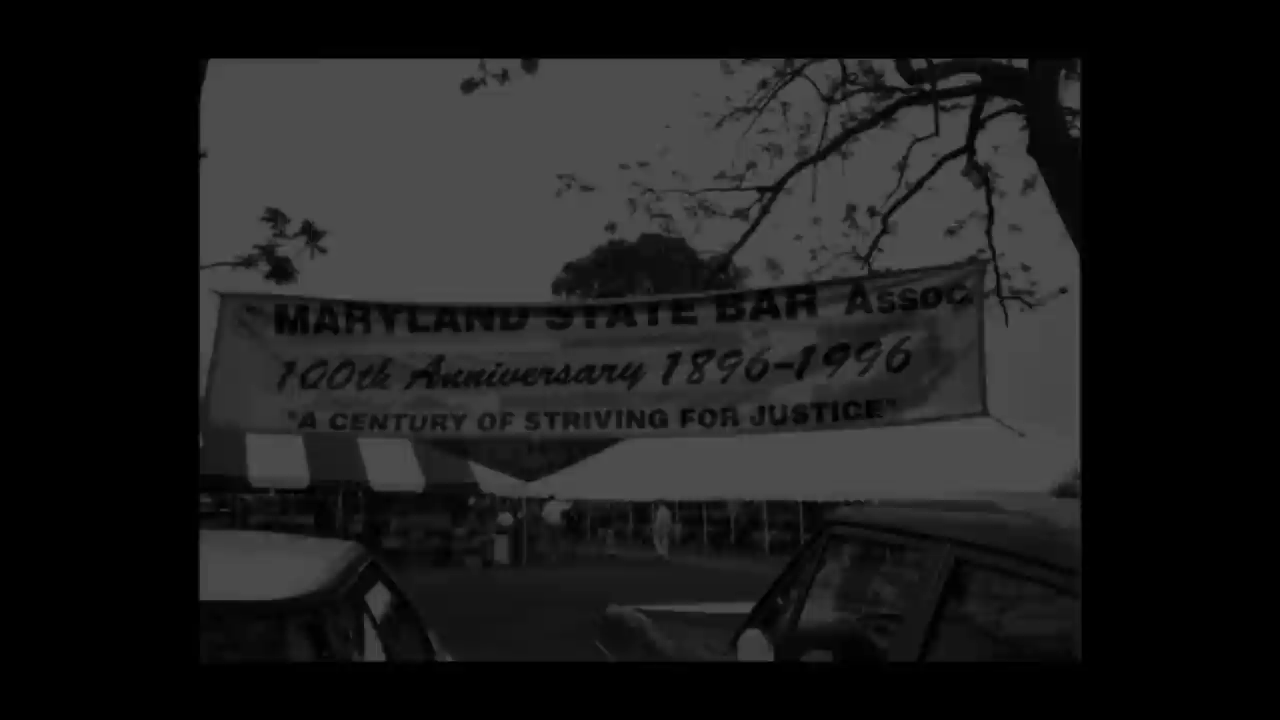 MARYLAND STATE BAR ASSOC.
100th Anniversary 1896-1996
"A CENTURY OF STRIVING FOR JUSTICE"